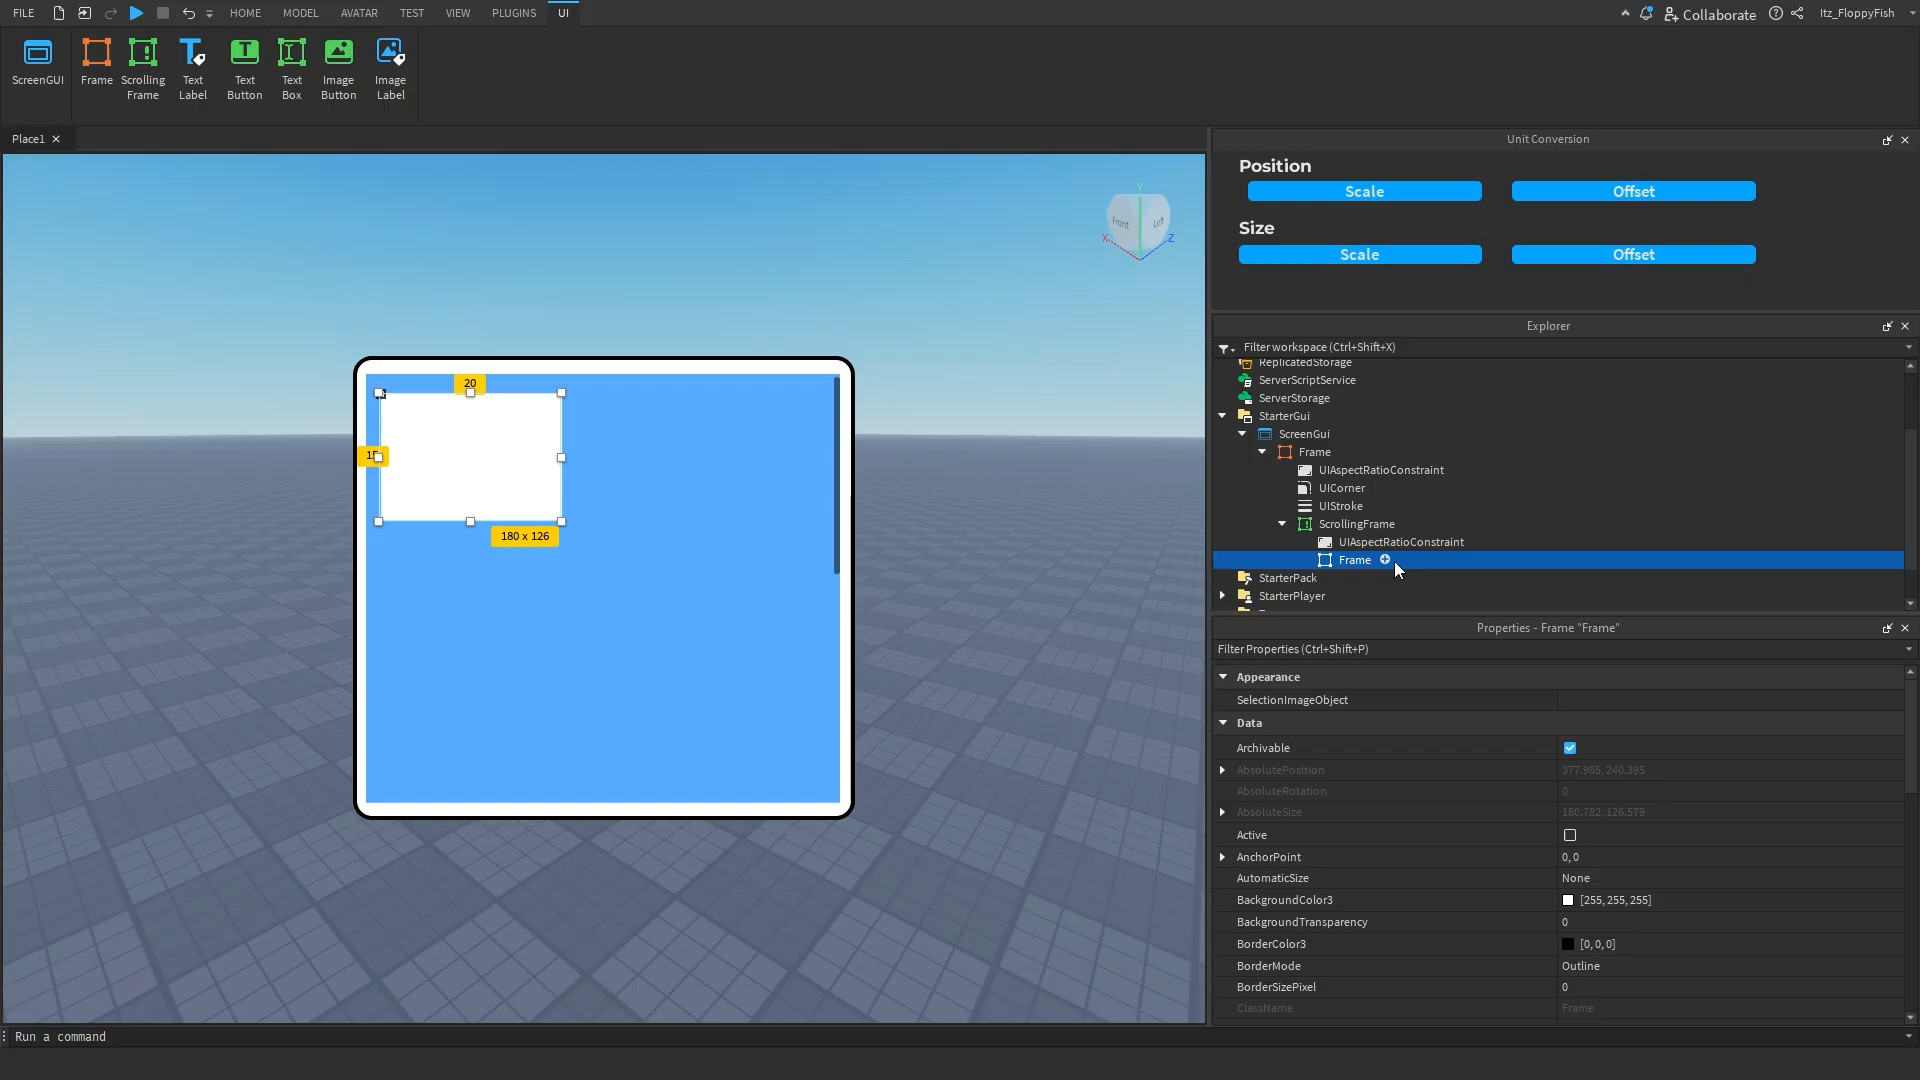 FILE
HOME
MODEL
AVATAR
TEST
VIEW
PLUGINS
UI
Collaborate
Itz_FloppyFish
ScreenGUI
Frame
Scrolling
Frame
Text
Label
Text
Button
Text
Box
Image
Button
Image
Label
Place1
Front
Left
Y
X
Z
20
180 x 126
Unit Conversion
Position
Scale
Offset
Size
Scale
Offset
Explorer
Filter workspace (Ctrl+Shift+X)
ReplicatedStorage
ServerScriptService
ServerStorage
StarterGui
ScreenGui
Frame
UIAspectRatioConstraint
UICorner
UIStroke
ScrollingFrame
UIAspectRatioConstraint
Frame
StarterPack
StarterPlayer
Properties - Frame "Frame"
Filter Properties (Ctrl+Shift+P)
Appearance
SelectionImageObject
Data
Archivable
AbsolutePosition 377.985, 240.395
AbsoluteRotation 0
AbsoluteSize 180.782, 126.579
Active
AnchorPoint 0, 0
AutomaticSize None
BackgroundColor3 [255, 255, 255]
BackgroundTransparency 0
BorderColor3 [0, 0, 0]
BorderMode Outline
BorderSizePixel 0
ClassName Frame
Run a command